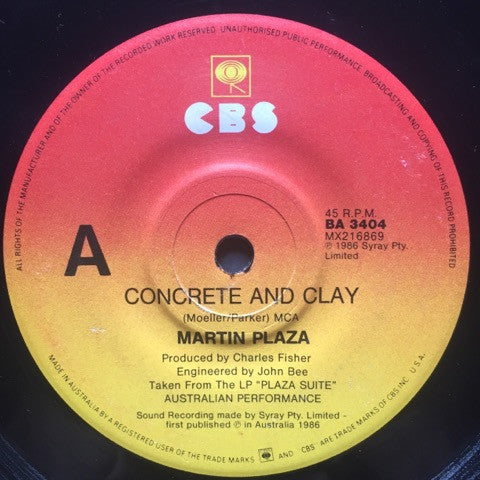 ALL RIGHTS OF THE MANUFACTURER AND OF THE OWNER OF THE RECORDED WORK RESERVED. UNAUTHORISED PUBLIC PERFORMANCE, BROADCASTING AND COPYING OF THIS RECORD PROHIBITED
CBS
A
45 R.P.M.
BA 3404
MX216869
℗ 1986 Syray Pty.
Limited
CONCRETE AND CLAY
(Moeller/Parker) MCA
MARTIN PLAZA
Produced by Charles Fisher
Engineered by John Bee
Taken From The LP "PLAZA SUITE"
AUSTRALIAN PERFORMANCE
Sound Recording made by Syray Pty. Limited -
first published ℗ in Australia 1986
MADE IN AUSTRALIA BY A REGISTERED USER OF THE TRADE MARKS AND CBS ARE TRADE MARKS OF CBS INC. U.S.A.